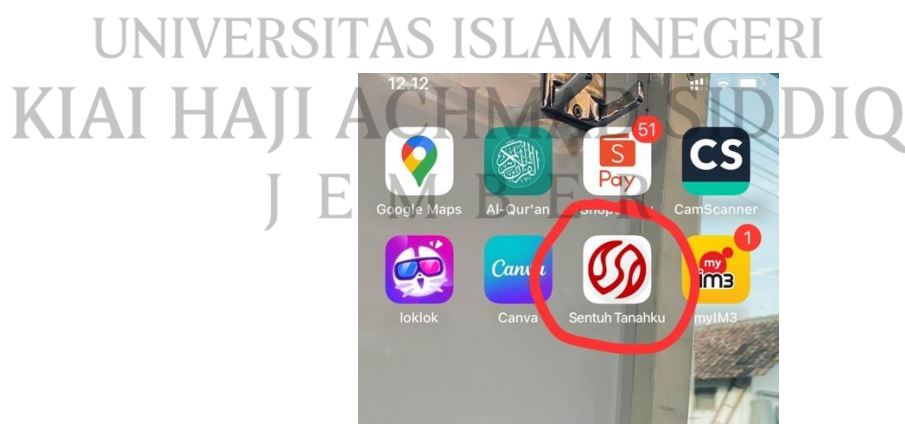 UNIVERSITAS ISLAM NEGERI
KIAI HAJI ACHMAD SIDDIQ
JEMBER
12.12
51
S
Pay
CS
Google Maps
Al-Qur'an
CamScanner
1
Canva
my
im3
loklok
Canva
Sentuh Tanahku
myIM3